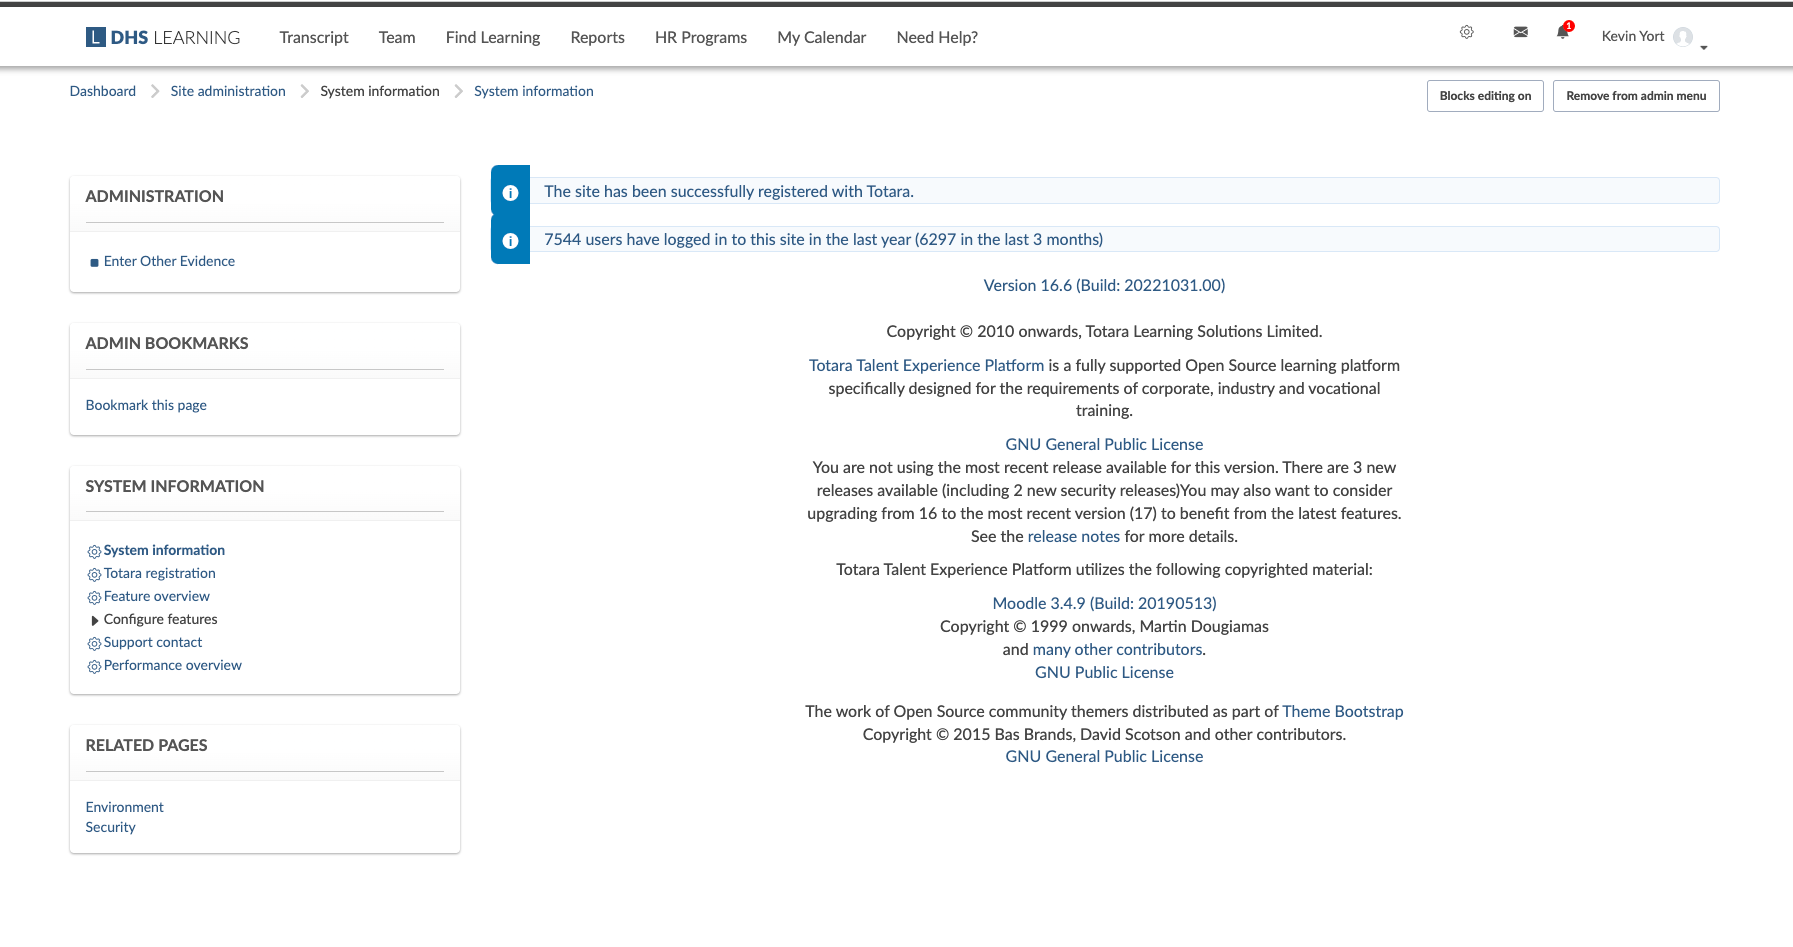 L DHS LEARNING
Transcript
Team
Find Learning
Reports
HR Programs
My Calendar
Need Help?
1
Kevin Yort
Dashboard
Site administration
System information
System information
Blocks editing on
Remove from admin menu
ADMINISTRATION
Enter Other Evidence
ADMIN BOOKMARKS
Bookmark this page
SYSTEM INFORMATION
System information
Totara registration
Feature overview
Configure features
Support contact
Performance overview
RELATED PAGES
Environment
Security
The site has been successfully registered with Totara.
7544 users have logged in to this site in the last year (6297 in the last 3 months)
Version 16.6 (Build: 20221031.00)
Copyright © 2010 onwards, Totara Learning Solutions Limited.
Totara Talent Experience Platform is a fully supported Open Source learning platform
specifically designed for the requirements of corporate, industry and vocational
training.
GNU General Public License
You are not using the most recent release available for this version. There are 3 new
releases available (including 2 new security releases)You may also want to consider
upgrading from 16 to the most recent version (17) to benefit from the latest features.
See the release notes for more details.
Totara Talent Experience Platform utilizes the following copyrighted material:
Moodle 3.4.9 (Build: 20190513)
Copyright © 1999 onwards, Martin Dougiamas
and many other contributors.
GNU Public License
The work of Open Source community themers distributed as part of Theme Bootstrap
Copyright © 2015 Bas Brands, David Scotson and other contributors.
GNU General Public License